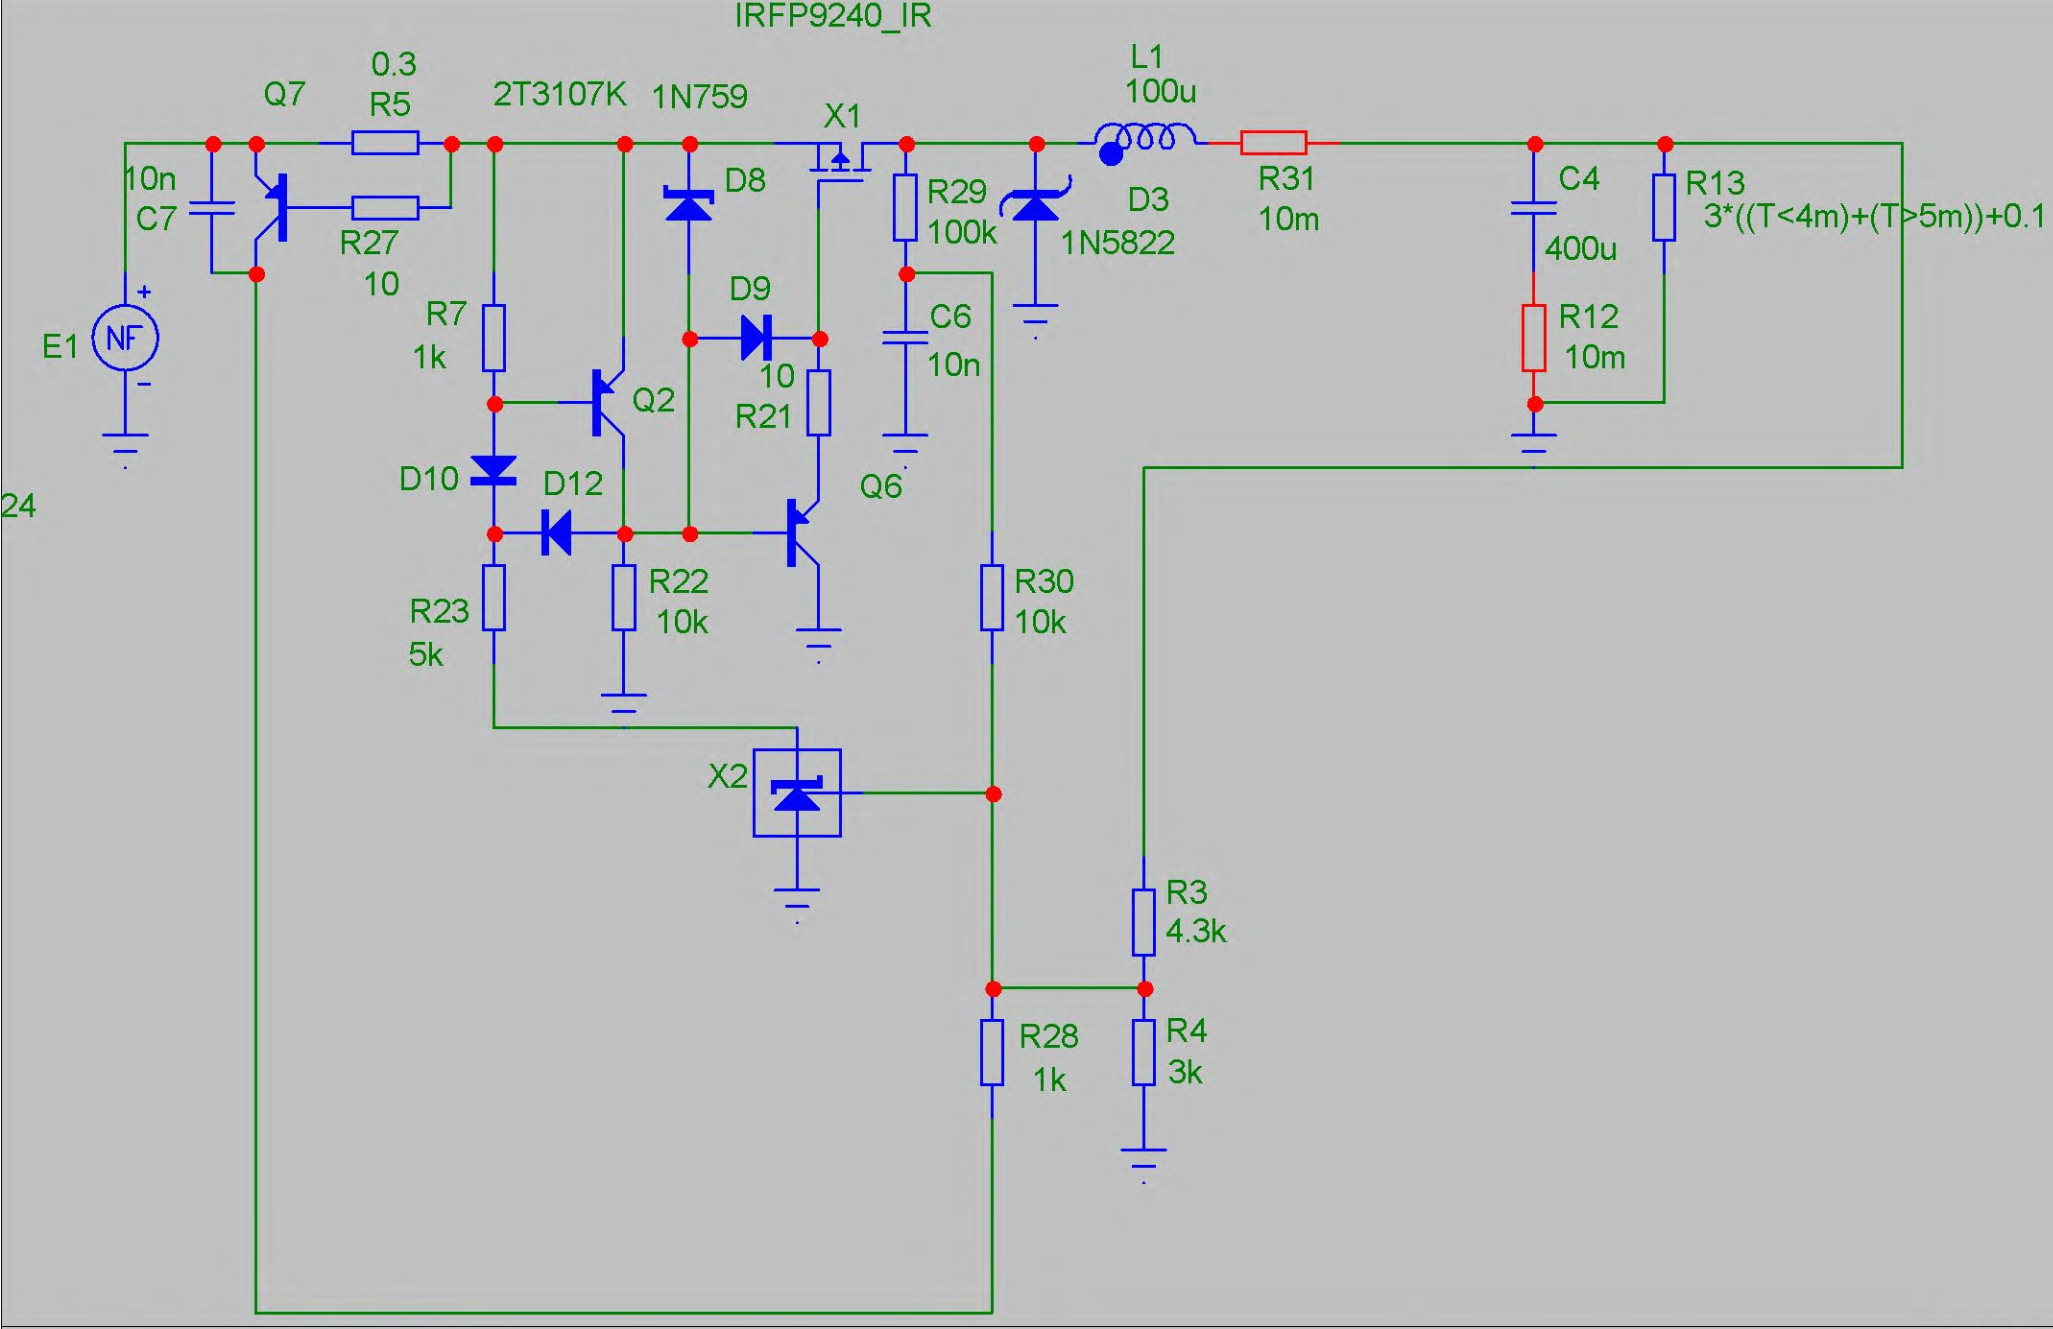 IRFP9240_IR
0.3
R5
Q7
2T3107K
1N759
X1
L1
100u
10n
C7
R27
10
D8
R29
100k
D3
1N5822
R31
10m
C4
400u
R13
3*((T<4m)+(T>5m))+0.1
E1
+
NF
−
R7
1k
D9
10
R21
C6
10n
R12
10m
Q2
D10
D12
Q6
24
R23
5k
R22
10k
R30
10k
X2
R3
4.3k
R28
1k
R4
3k